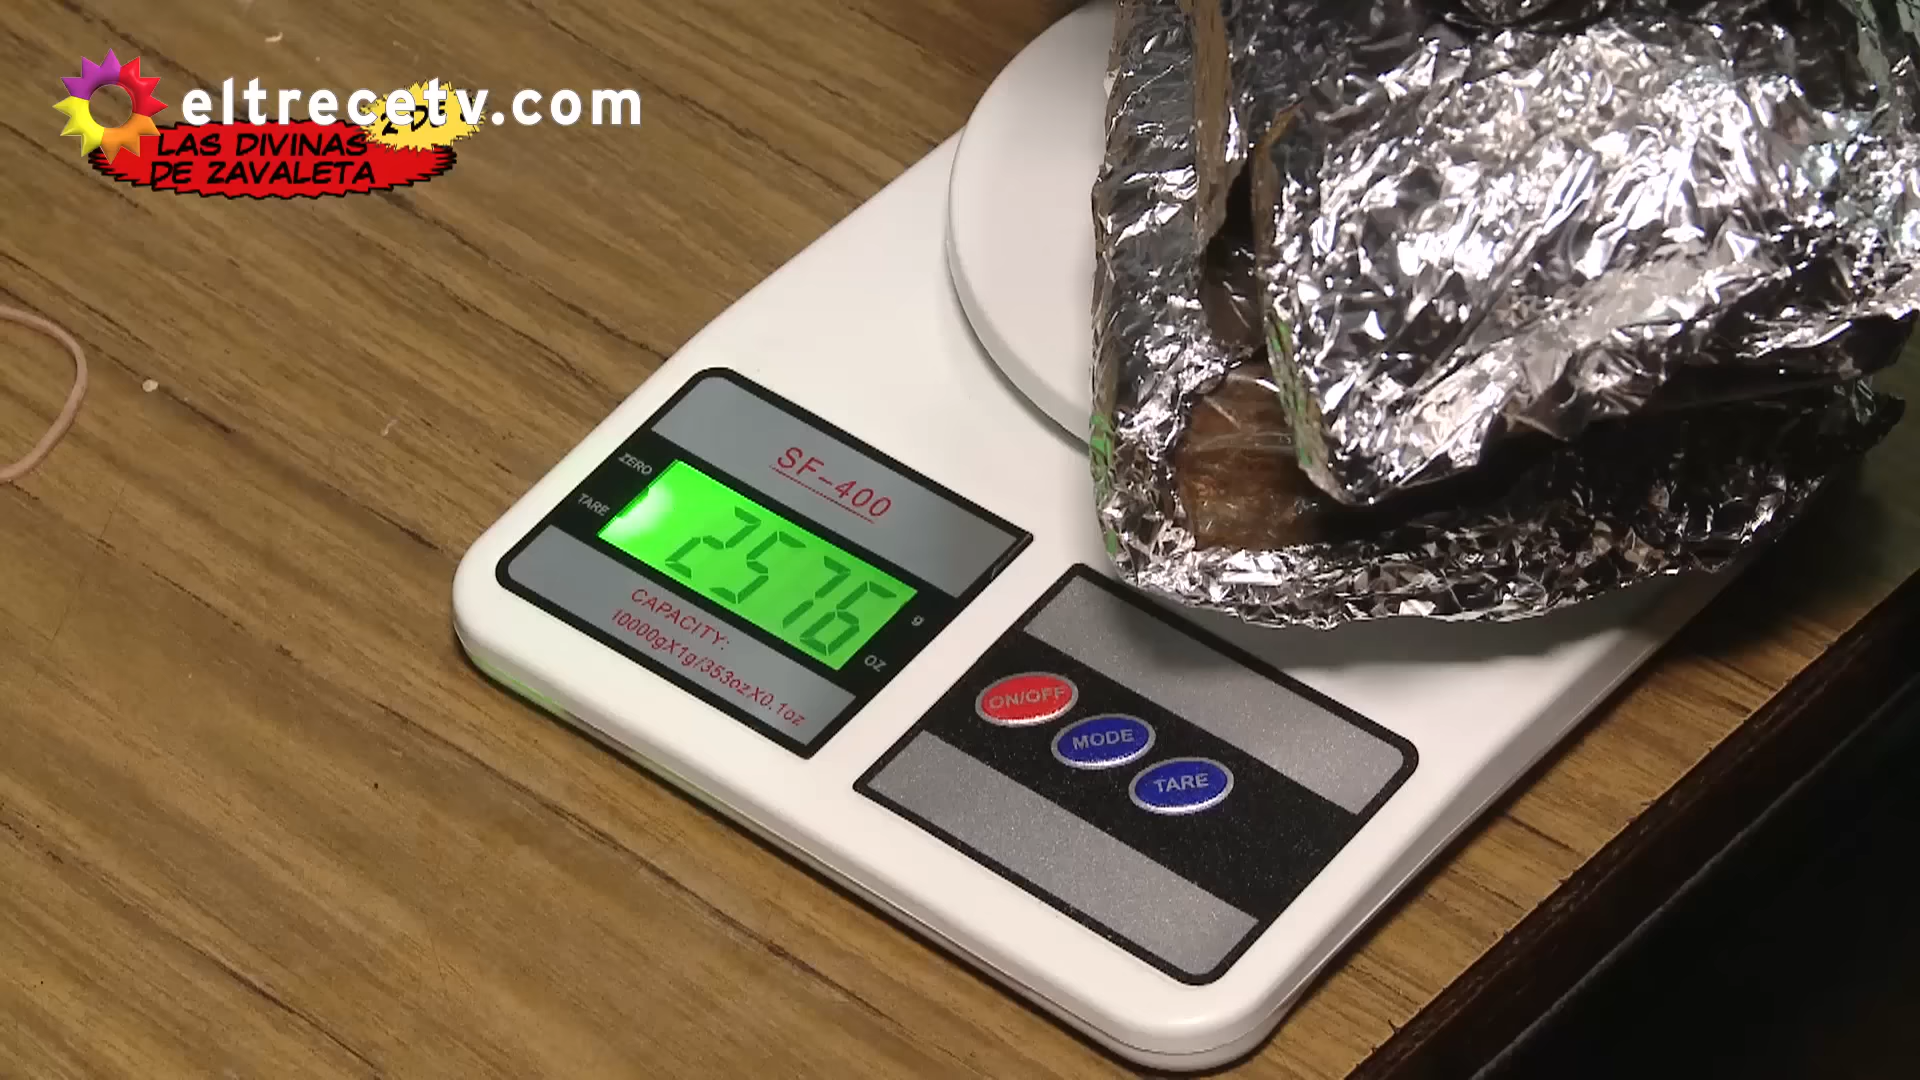 eltrecetv.com
LAS DIVINAS
DE ZAVALETA
SF-400
ZERO
TARE
2576
g
OZ
CAPACITY:
10000gX1g/353ozX0.1oz
ON/OFF
MODE
TARE